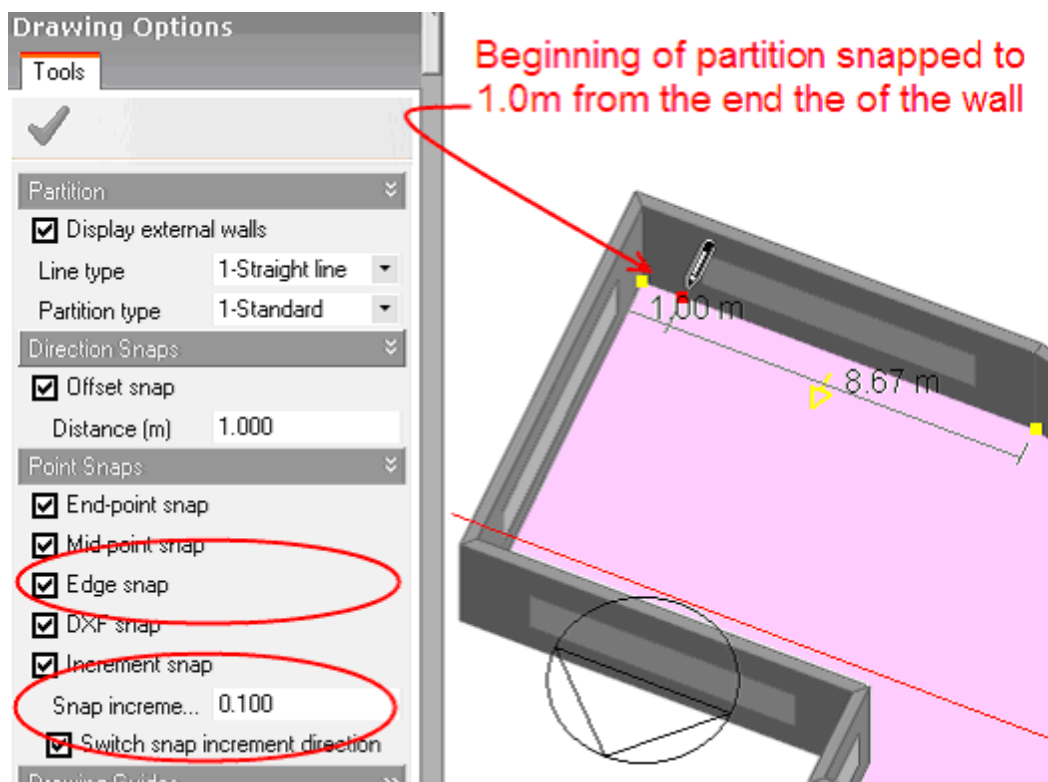 Drawing Options
Tools
Partition
Display external walls
Line type 1-Straight line
Partition type 1-Standard
Direction Snaps
Offset snap
Distance (m) 1.000
Point Snaps
End-point snap
Mid-point snap
Edge snap
DXF snap
Increment snap
Snap increme... 0.100
Switch snap increment direction
Drawing Guides
Beginning of partition snapped to
1.0m from the end the of the wall
1.00 m
8.67 m